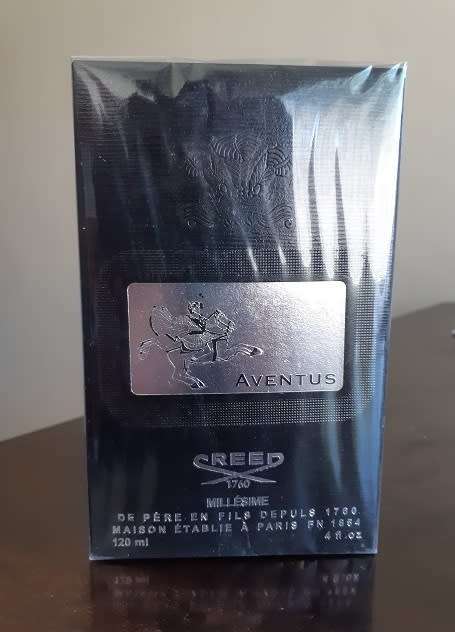 AVENTUS
CREED
1760
MILLÉSIME
DE PÈRE EN FILS DEPUIS 1760.
MAISON ÉTABLIE À PARIS EN 1854
120 ml 4 fl oz